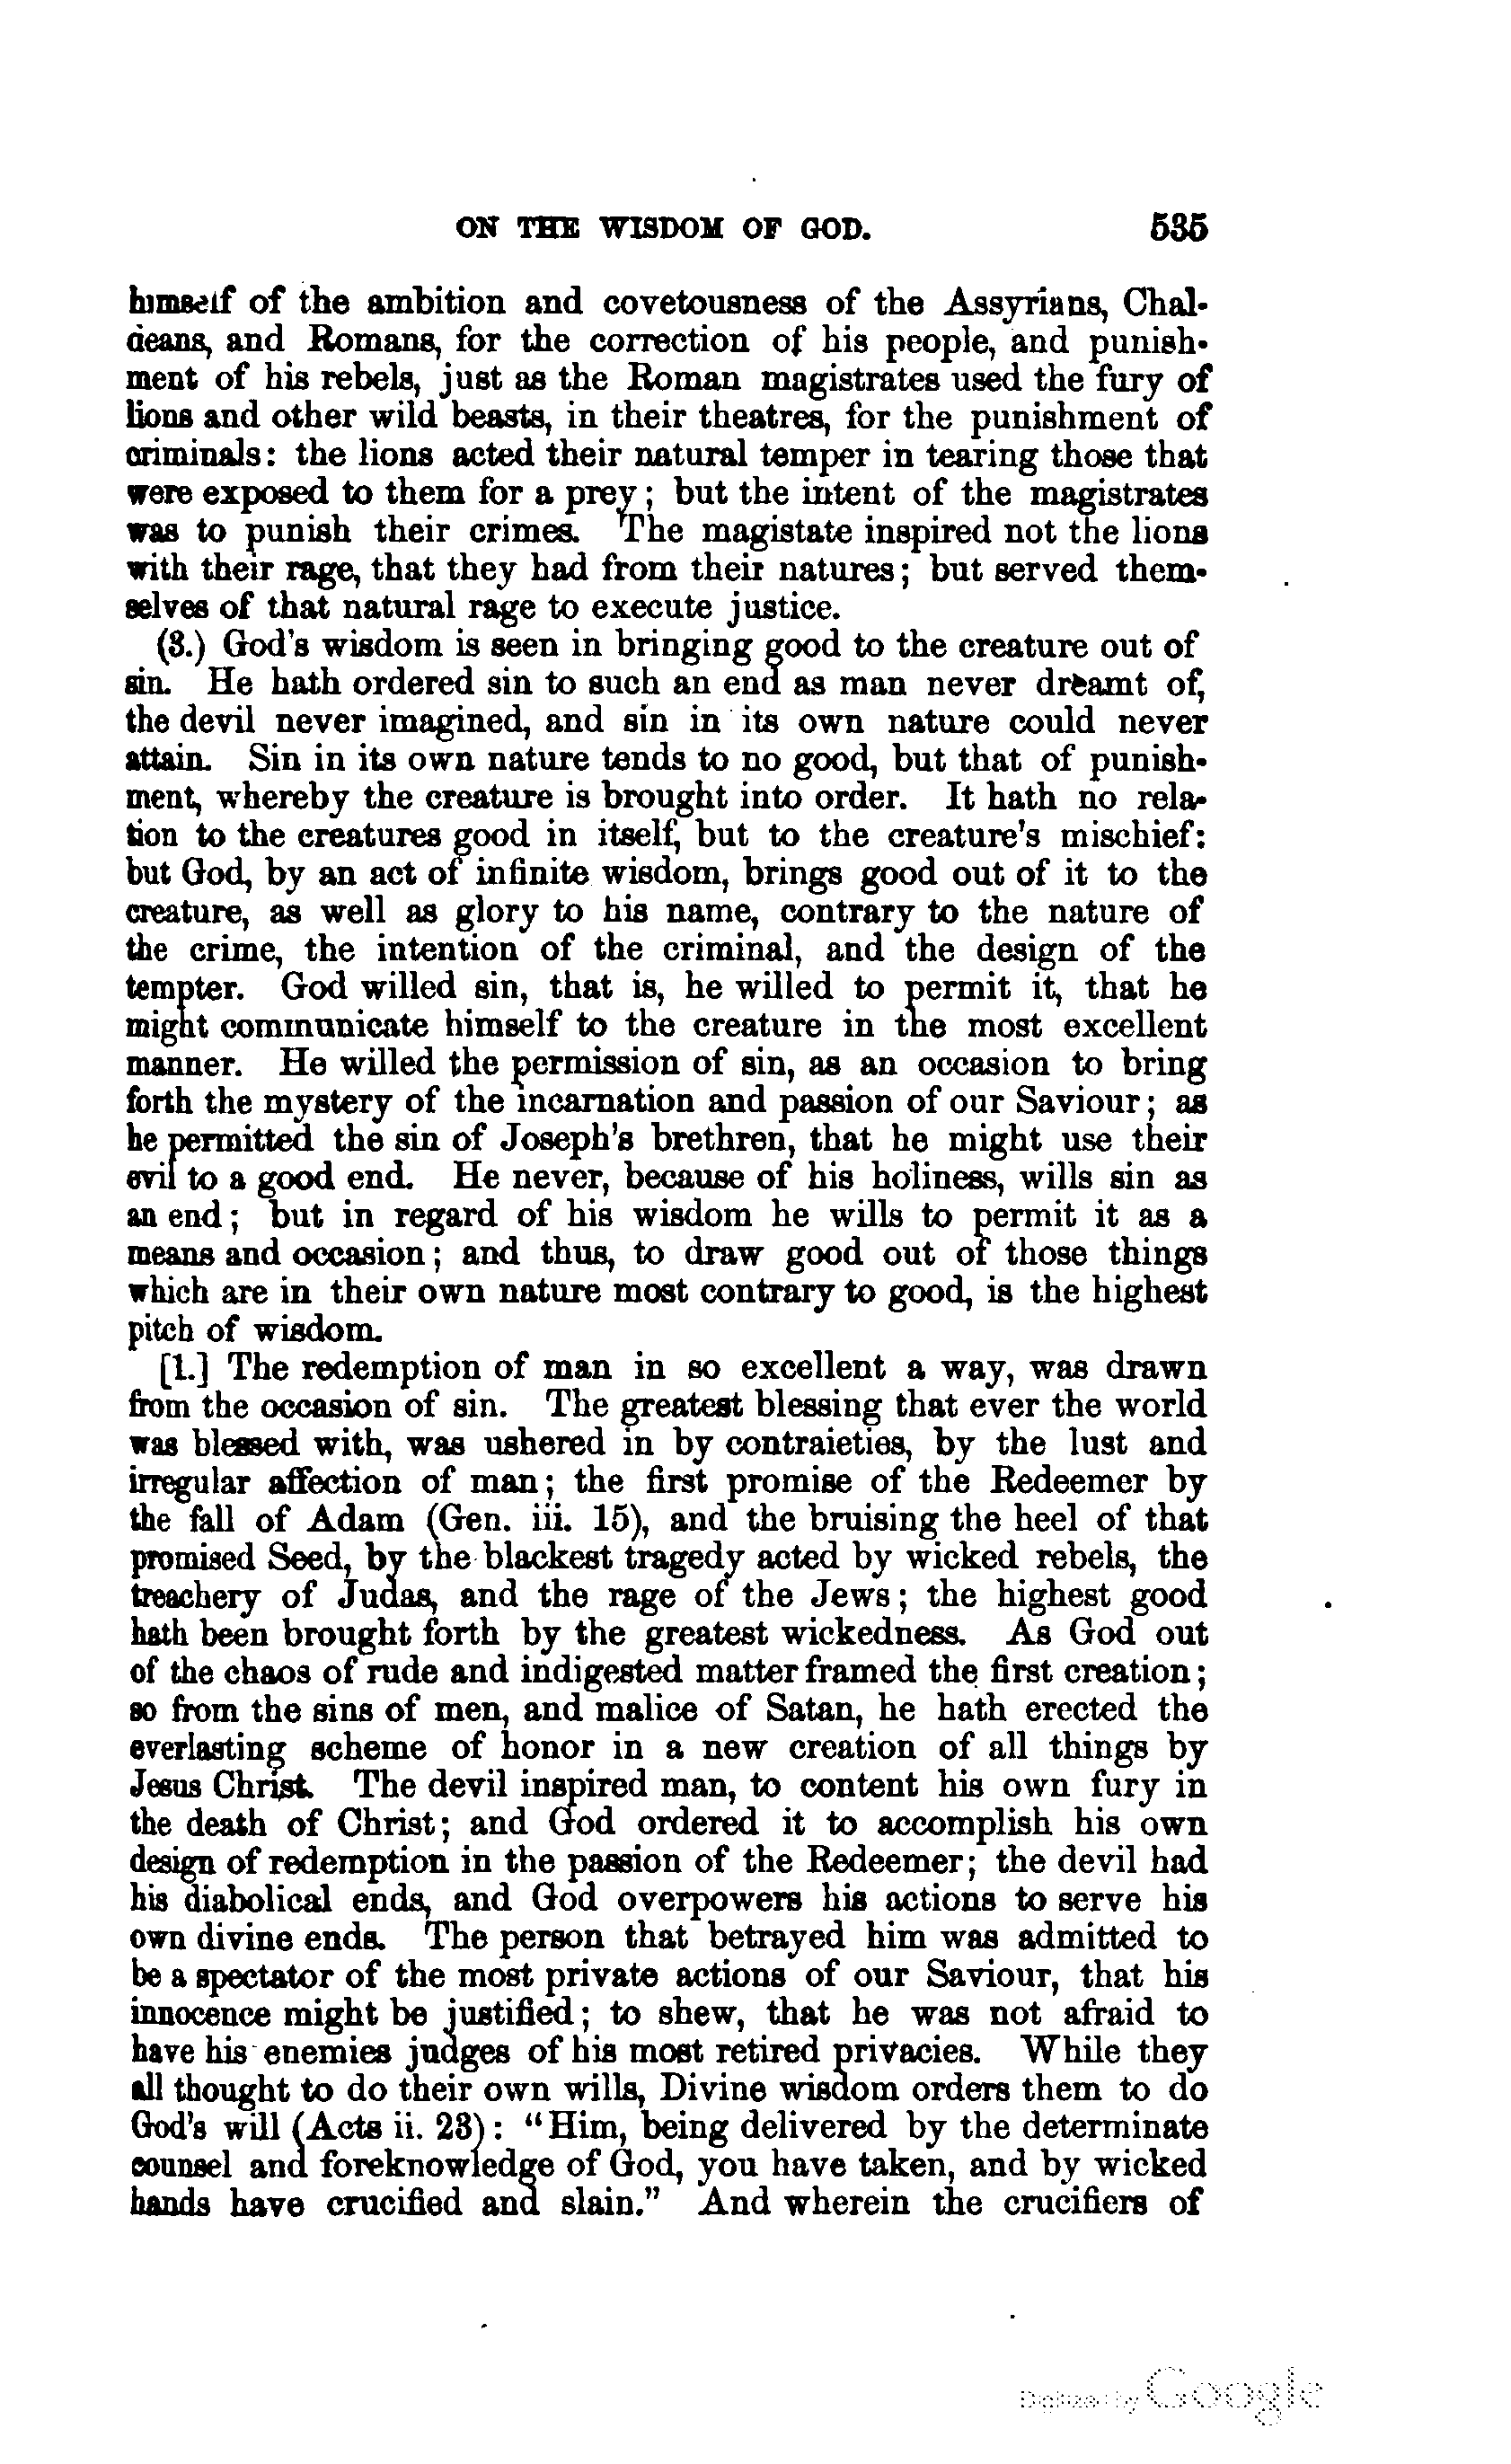 ON THE WISDOM OF GOD. 535
himself of the ambition and covetousness of the Assyrians, Chal-
deans, and Romans, for the correction of his people, and punish-
ment of his rebels, just as the Roman magistrates used the fury of
lions and other wild beasts, in their theatres, for the punishment of
criminals: the lions acted their natural temper in tearing those that
were exposed to them for a prey; but the intent of the magistrates
was to punish their crimes. The magistate inspired not the lions
with their rage, that they had from their natures; but served them-
selves of that natural rage to execute justice.
(3.) God's wisdom is seen in bringing good to the creature out of
sin. He hath ordered sin to such an end as man never dreamt of,
the devil never imagined, and sin in its own nature could never
attain. Sin in its own nature tends to no good, but that of punish-
ment, whereby the creature is brought into order. It hath no rela-
tion to the creatures good in itself, but to the creature's mischief:
but God, by an act of infinite wisdom, brings good out of it to the
creature, as well as glory to his name, contrary to the nature of
the crime, the intention of the criminal, and the design of the
tempter. God willed sin, that is, he willed to permit it, that he
might communicate himself to the creature in the most excellent
manner. He willed the permission of sin, as an occasion to bring
forth the mystery of the incarnation and passion of our Saviour; as
he permitted the sin of Joseph's brethren, that he might use their
evil to a good end. He never, because of his holiness, wills sin as
an end; but in regard of his wisdom he wills to permit it as a
means and occasion; and thus, to draw good out of those things
which are in their own nature most contrary to good, is the highest
pitch of wisdom.
[1.] The redemption of man in so excellent a way, was drawn
from the occasion of sin. The greatest blessing that ever the world
was blessed with, was ushered in by contraieties, by the lust and
irregular affection of man; the first promise of the Redeemer by
the fall of Adam (Gen. iii. 15), and the bruising the heel of that
promised Seed, by the blackest tragedy acted by wicked rebels, the
treachery of Judas, and the rage of the Jews; the highest good
hath been brought forth by the greatest wickedness. As God out
of the chaos of rude and indigested matter framed the first creation;
so from the sins of men, and malice of Satan, he hath erected the
everlasting scheme of honor in a new creation of all things by
Jesus Christ. The devil inspired man, to content his own fury in
the death of Christ; and God ordered it to accomplish his own
design of redemption in the passion of the Redeemer; the devil had
his diabolical ends, and God overpowers his actions to serve his
own divine ends. The person that betrayed him was admitted to
be a spectator of the most private actions of our Saviour, that his
innocence might be justified; to shew, that he was not afraid to
have his enemies judges of his most retired privacies. While they
all thought to do their own wills, Divine wisdom orders them to do
God's will (Acts ii. 23): "Him, being delivered by the determinate
counsel and foreknowledge of God, you have taken, and by wicked
hands have crucified and slain." And wherein the crucifiers of
Digitized by Google